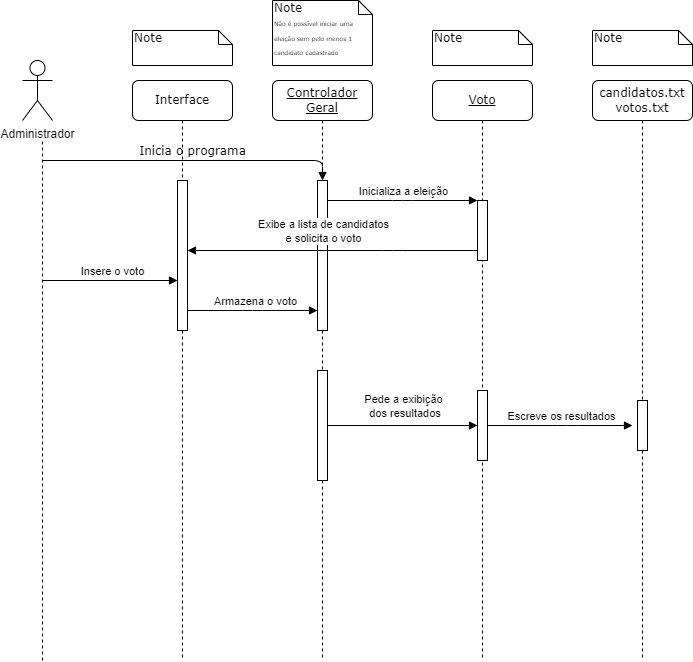 Note
Note
Não é possível iniciar uma
eleição sem pelo menos 1
candidato cadastrado
Note
Note
Administrador
Interface
Controlador
Geral
Voto
candidatos.txt
votos.txt
Inicia o programa
Inicializa a eleição
Exibe a lista de candidatos
e solicita o voto
Insere o voto
Armazena o voto
Pede a exibição
dos resultados
Escreve os resultados